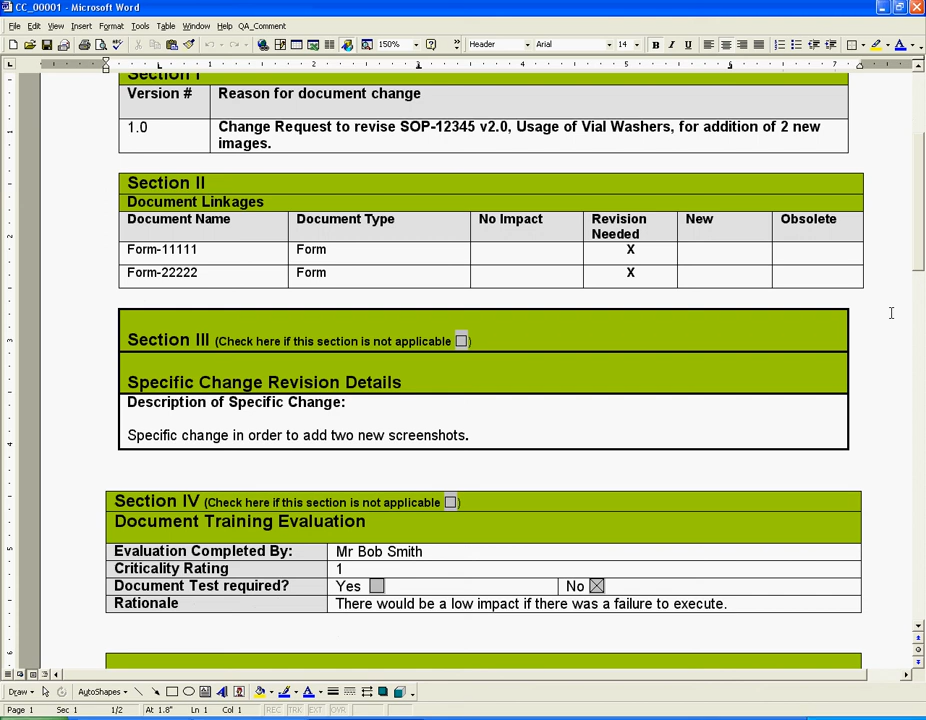 CC_00001 - Microsoft Word
File Edit View Insert Format Tools Table Window Help QA_Comment
150% Header Arial 14 B I U A
1 2 3 4 5 6 7
Section I
Version # Reason for document change
1.0 Change Request to revise SOP-12345 v2.0, Usage of Vial Washers, for addition of 2 new
images.
Section II
Document Linkages
Document Name Document Type No Impact Revision New Obsolete
Needed
Form-11111 Form X
Form-22222 Form X
Section III (Check here if this section is not applicable )
Specific Change Revision Details
Description of Specific Change:
Specific change in order to add two new screenshots.
Section IV (Check here if this section is not applicable )
Document Training Evaluation
Evaluation Completed By: Mr Bob Smith
Criticality Rating 1
Document Test required? Yes No
Rationale There would be a low impact if there was a failure to execute.
Draw AutoShapes A
Page 1 Sec 1 1/2 At 1.8" Ln 1 Col 1 REC TRK EXT OVR